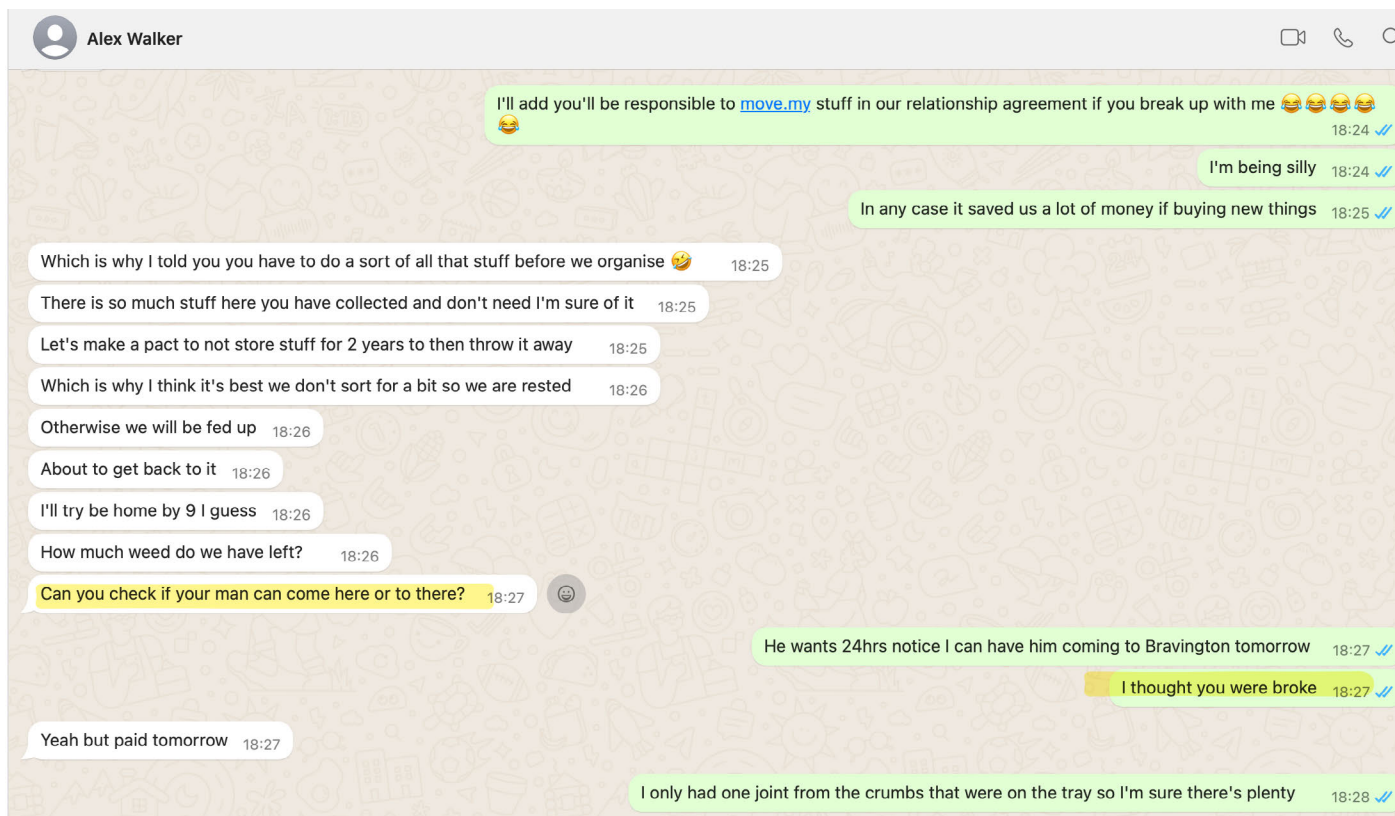 Alex Walker
I'll add you'll be responsible to move.my stuff in our relationship agreement if you break up with me 😂😂😂😂
😂
18:24
I'm being silly 18:24
In any case it saved us a lot of money if buying new things 18:25
Which is why I told you you have to do a sort of all that stuff before we organise 🤣 18:25
There is so much stuff here you have collected and don't need I'm sure of it 18:25
Let's make a pact to not store stuff for 2 years to then throw it away 18:25
Which is why I think it's best we don't sort for a bit so we are rested 18:26
Otherwise we will be fed up 18:26
About to get back to it 18:26
I'll try be home by 9 I guess 18:26
How much weed do we have left? 18:26
Can you check if your man can come here or to there? 18:27
He wants 24hrs notice I can have him coming to Bravington tomorrow 18:27
I thought you were broke 18:27
Yeah but paid tomorrow 18:27
I only had one joint from the crumbs that were on the tray so I'm sure there's plenty 18:28